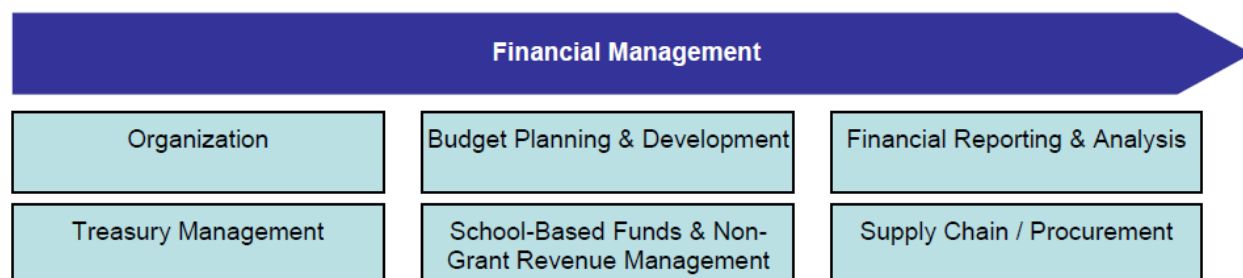 Financial Management
Organization
Budget Planning & Development
Financial Reporting & Analysis
Treasury Management
School-Based Funds & Non-
Grant Revenue Management
Supply Chain / Procurement